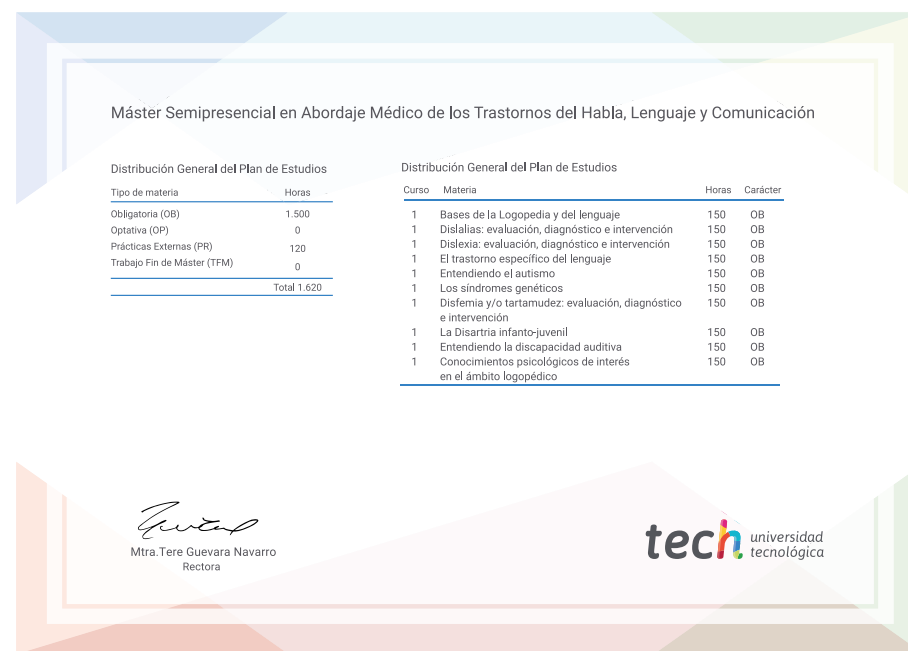 Máster Semipresencial en Abordaje Médico de los Trastornos del Habla, Lenguaje y Comunicación
Distribución General del Plan de Estudios
Tipo de materia Horas
Obligatoria (OB) 1.500
Optativa (OP) 0
Prácticas Externas (PR) 120
Trabajo Fin de Máster (TFM) 0
Total 1.620
Distribución General del Plan de Estudios
Curso Materia Horas Carácter
1 Bases de la Logopedia y del lenguaje 150 OB
1 Dislalias: evaluación, diagnóstico e intervención 150 OB
1 Dislexia: evaluación, diagnóstico e intervención 150 OB
1 El trastorno específico del lenguaje 150 OB
1 Entendiendo el autismo 150 OB
1 Los síndromes genéticos 150 OB
1 Disfemia y/o tartamudez: evaluación, diagnóstico 150 OB
e intervención
1 La Disartria infanto-juvenil 150 OB
1 Entendiendo la discapacidad auditiva 150 OB
1 Conocimientos psicológicos de interés 150 OB
en el ámbito logopédico
Mtra.Tere Guevara Navarro
Rectora
tech universidad
tecnológica